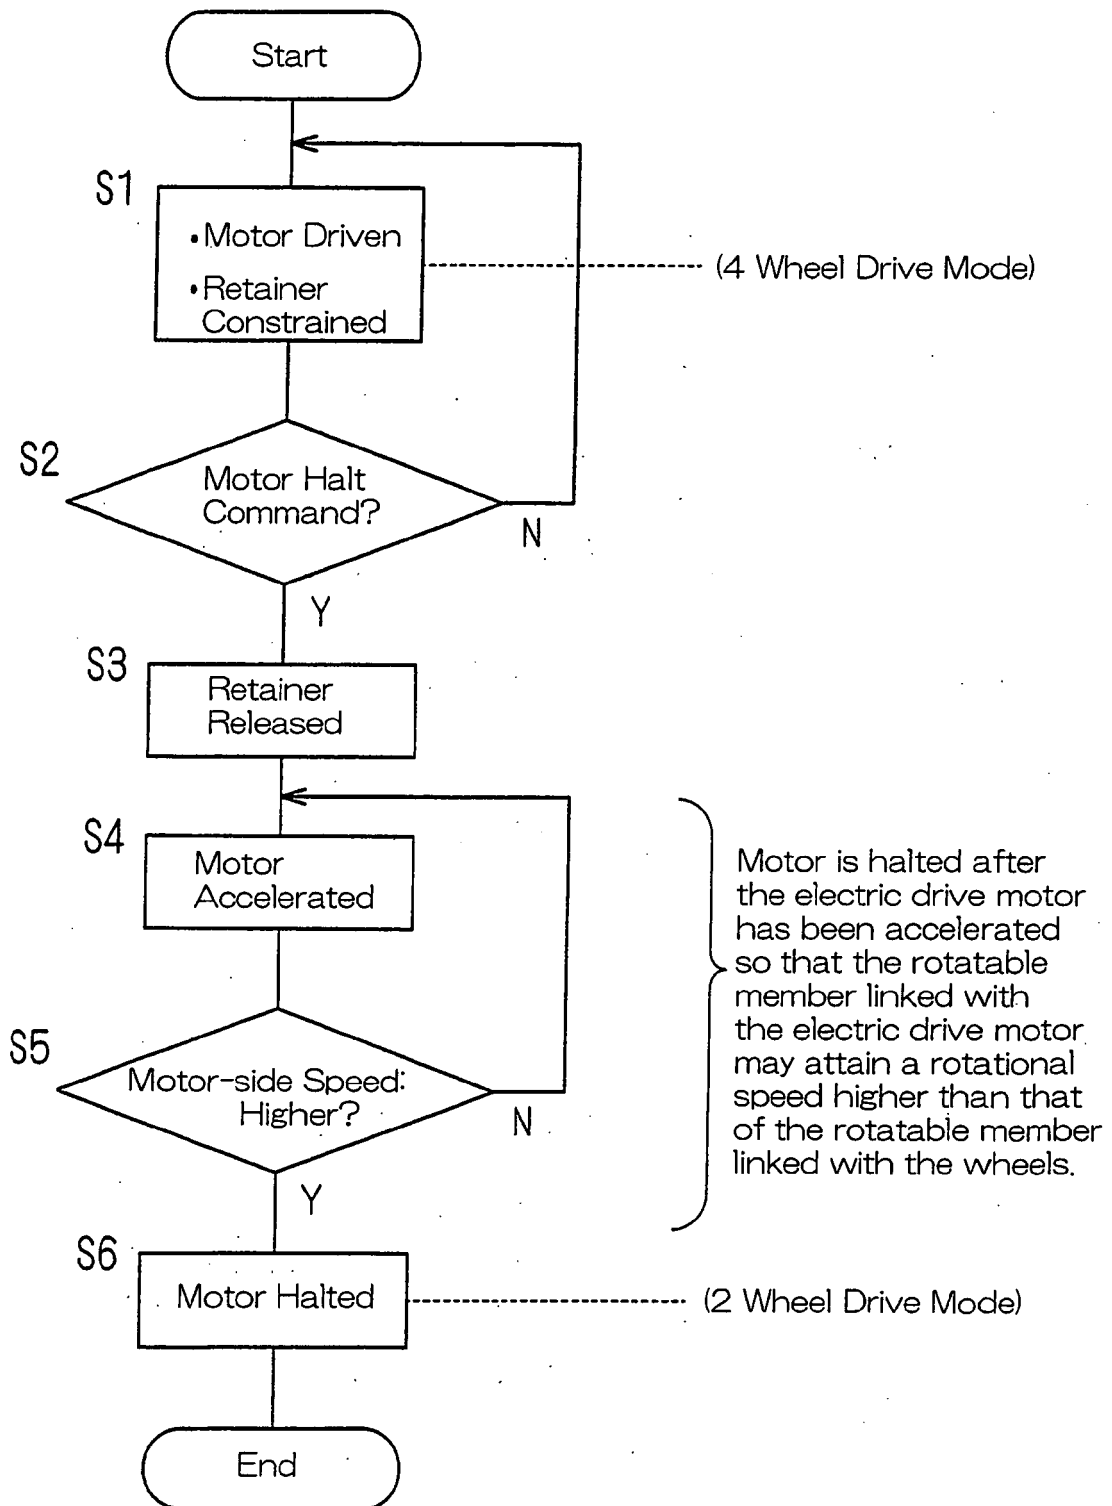 Start
S1
•Motor Driven
•Retainer
Constrained
(4 Wheel Drive Mode)
S2
Motor Halt
Command?
N
Y
S3
Retainer
Released
S4
Motor
Accelerated
Motor is halted after
the electric drive motor
has been accelerated
so that the rotatable
member linked with
the electric drive motor
may attain a rotational
speed higher than that
of the rotatable member
linked with the wheels.
S5
Motor-side Speed:
Higher?
N
Y
S6
Motor Halted
(2 Wheel Drive Mode)
End